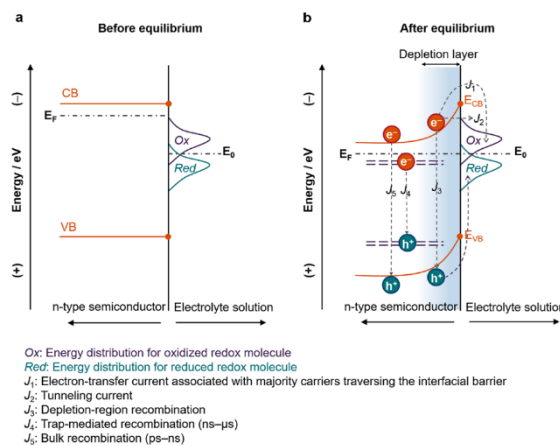 a
Before equilibrium
b
After equilibrium
Depletion layer
(–)
CB
E_F
Ox
E_0
Red
Energy / eV
VB
(+)
n-type semiconductor
Electrolyte solution
(–)
J_1
E_CB
e⁻
e⁻
J_2
Ox
E_F
e⁻
E_0
Red
Energy / eV
J_5
J_4
J_3
h⁺
E_VB
h⁺
h⁺
(+)
n-type semiconductor
Electrolyte solution
Ox: Energy distribution for oxidized redox molecule
Red: Energy distribution for reduced redox molecule
J_1: Electron-transfer current associated with majority carriers traversing the interfacial barrier
J_2: Tunneling current
J_3: Depletion-region recombination
J_4: Trap-mediated recombination (ns–μs)
J_5: Bulk recombination (ps–ns)